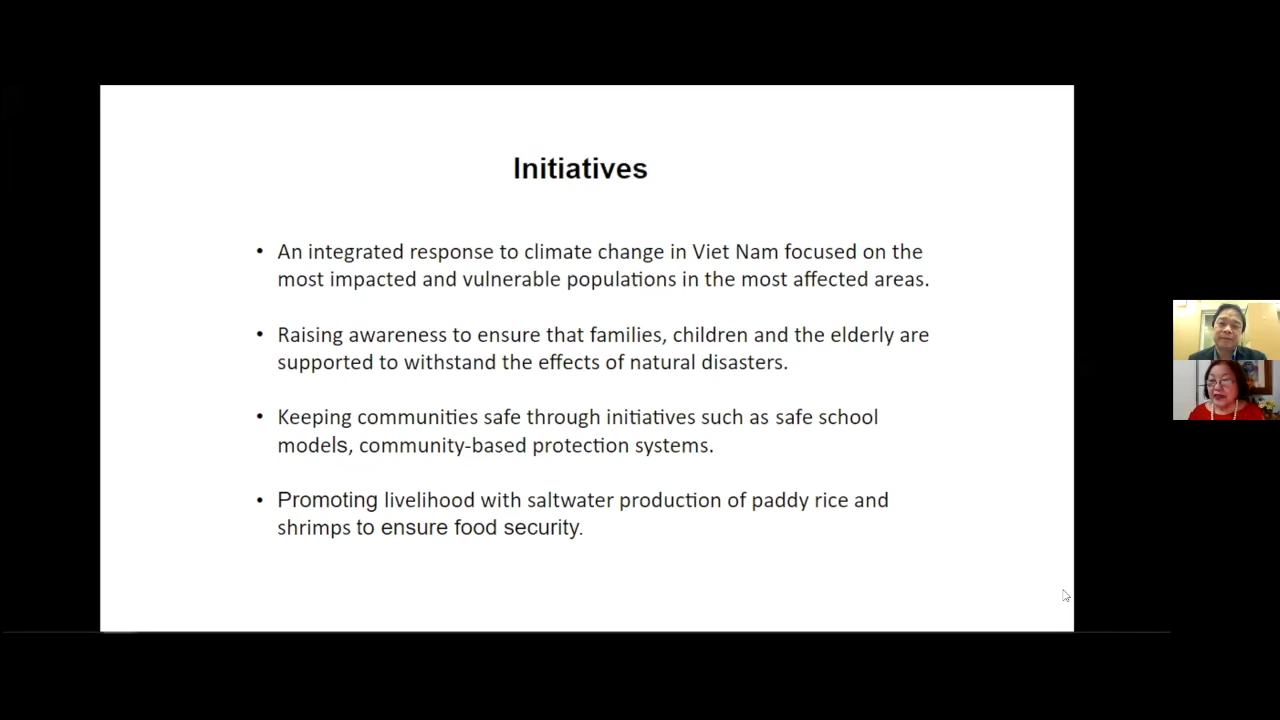 Initiatives
• An integrated response to climate change in Viet Nam focused on the
most impacted and vulnerable populations in the most affected areas.
• Raising awareness to ensure that families, children and the elderly are
supported to withstand the effects of natural disasters.
• Keeping communities safe through initiatives such as safe school
models, community-based protection systems.
• Promoting livelihood with saltwater production of paddy rice and
shrimps to ensure food security.